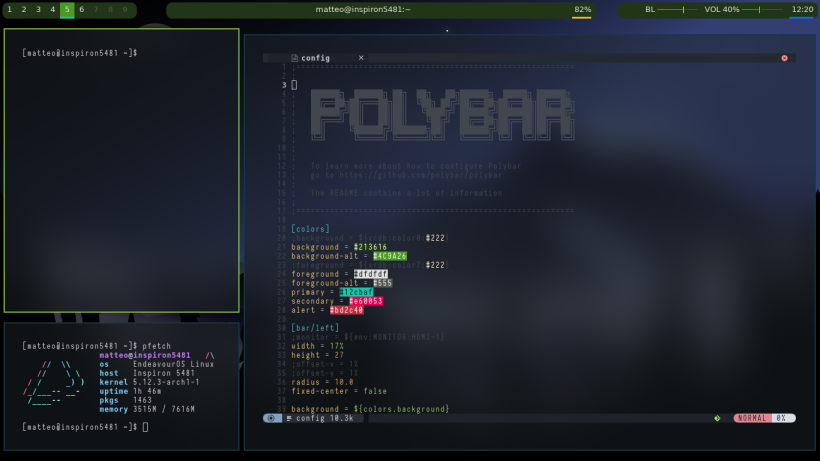 1 2 3 4 5 6 7 8 9
matteo@inspiron5481:~
82%
BL
VOL 40%
12:20
[matteo@inspiron5481 ~]$
[matteo@inspiron5481 ~]$ pfetch
matteo@inspiron5481
os EndeavourOS Linux
host Inspiron 5481
kernel 5.12.3-arch1-1
uptime 1h 46m
pkgs 1463
memory 3515M / 7616M
[matteo@inspiron5481 ~]$
config ×
1
2
3
4
5
6 POLYBAR
7
8
9
10
11
12 ; To learn more about how to configure Polybar
13 ; go to https://github.com/polybar/polybar
14 ;
15 ; The README contains a lot of information
16
17
18
19 [colors]
20 ;background = ${xrdb:color0:#222}
21 background = #213616
22 background-alt = #4C9A26
23 ;foreground = ${xrdb:color7:#222}
24 foreground = #dfdfdf
25 foreground-alt = #555
26 primary = #12cbaf
27 secondary = #e60053
28 alert = #bd2c40
29
30 [bar/left]
31 ;monitor = ${env:MONITOR:HDMI-1}
32 width = 17%
33 height = 27
34 ;offset-x = 1%
35 ;offset-y = 1%
36 radius = 10.0
37 fixed-center = false
38
39 background = ${colors.background}
config 10.3k
NORMAL 0%